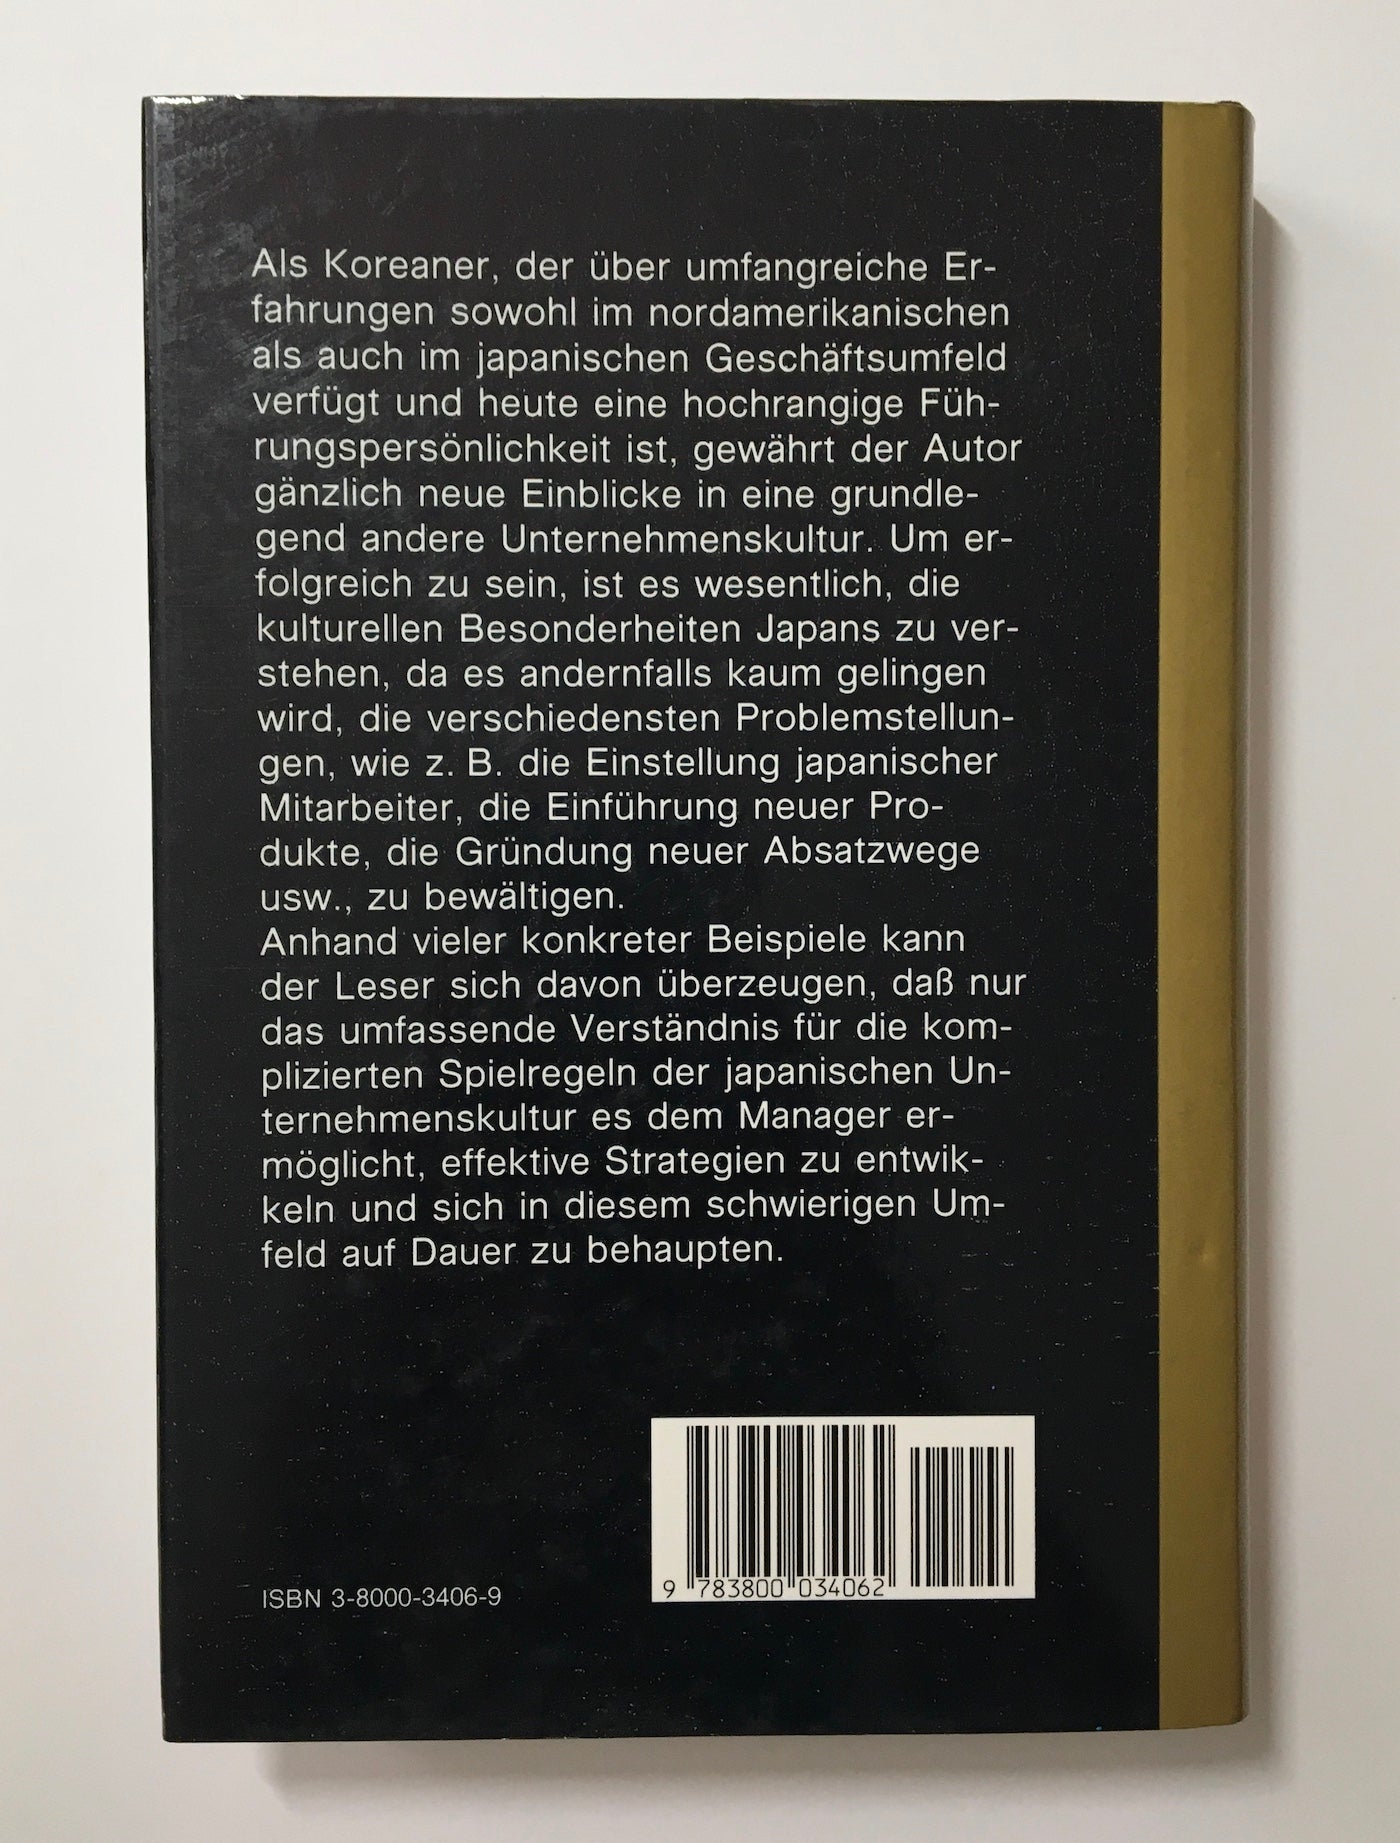 Als Koreaner, der über umfangreiche Er-
fahrungen sowohl im nordamerikanischen
als auch im japanischen Geschäftsumfeld
verfügt und heute eine hochrangige Füh-
rungspersönlichkeit ist, gewährt der Autor
gänzlich neue Einblicke in eine grundle-
gend andere Unternehmenskultur. Um er-
folgreich zu sein, ist es wesentlich, die
kulturellen Besonderheiten Japans zu ver-
stehen, da es andernfalls kaum gelingen
wird, die verschiedensten Problemstellun-
gen, wie z. B. die Einstellung japanischer
Mitarbeiter, die Einführung neuer Pro-
dukte, die Gründung neuer Absatzwege
usw., zu bewältigen.
Anhand vieler konkreter Beispiele kann
der Leser sich davon überzeugen, daß nur
das umfassende Verständnis für die kom-
plizierten Spielregeln der japanischen Un-
ternehmenskultur es dem Manager er-
möglicht, effektive Strategien zu entwik-
keln und sich in diesem schwierigen Um-
feld auf Dauer zu behaupten.
ISBN 3-8000-3406-9
9 783800 034062